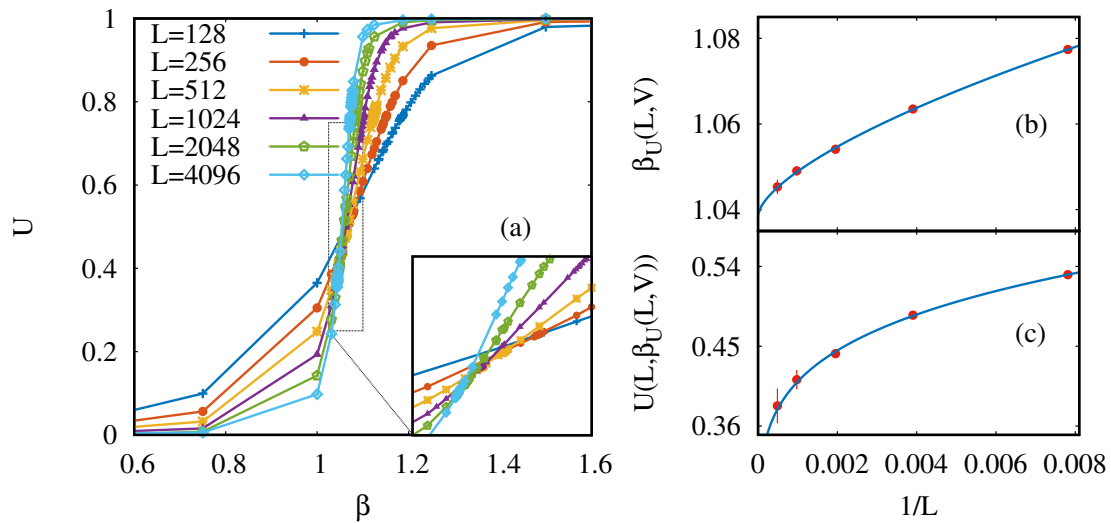 1
0.8
0.6
0.4
0.2
0
U
0.6
0.8
1
1.2
1.4
1.6
β
L=128
L=256
L=512
L=1024
L=2048
L=4096
(a)
1.08
1.06
1.04
β_U(L,V)
(b)
0.54
0.45
0.36
U(L,β_U(L,V))
(c)
0
0.002
0.004
0.006
0.008
1/L